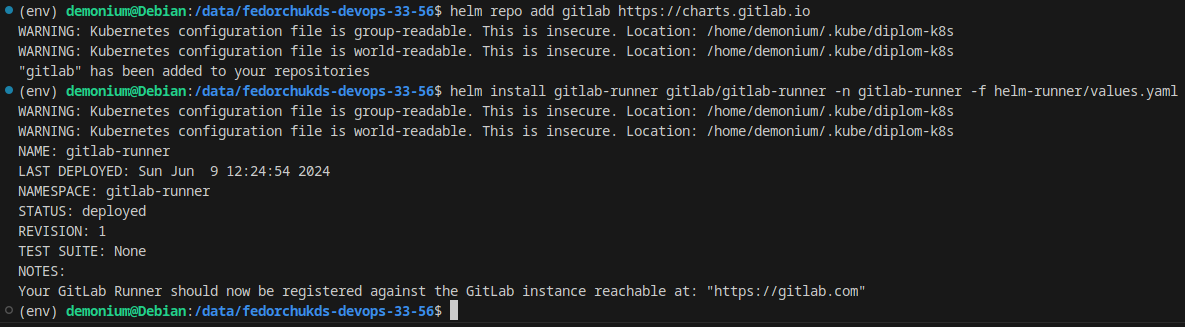 (env) demonium@Debian:/data/fedorchukds-devops-33-56$ helm repo add gitlab https://charts.gitlab.io
WARNING: Kubernetes configuration file is group-readable. This is insecure. Location: /home/demonium/.kube/diplom-k8s
WARNING: Kubernetes configuration file is world-readable. This is insecure. Location: /home/demonium/.kube/diplom-k8s
"gitlab" has been added to your repositories
(env) demonium@Debian:/data/fedorchukds-devops-33-56$ helm install gitlab-runner gitlab/gitlab-runner -n gitlab-runner -f helm-runner/values.yaml
WARNING: Kubernetes configuration file is group-readable. This is insecure. Location: /home/demonium/.kube/diplom-k8s
WARNING: Kubernetes configuration file is world-readable. This is insecure. Location: /home/demonium/.kube/diplom-k8s
NAME: gitlab-runner
LAST DEPLOYED: Sun Jun  9 12:24:54 2024
NAMESPACE: gitlab-runner
STATUS: deployed
REVISION: 1
TEST SUITE: None
NOTES:
Your GitLab Runner should now be registered against the GitLab instance reachable at: "https://gitlab.com"
(env) demonium@Debian:/data/fedorchukds-devops-33-56$